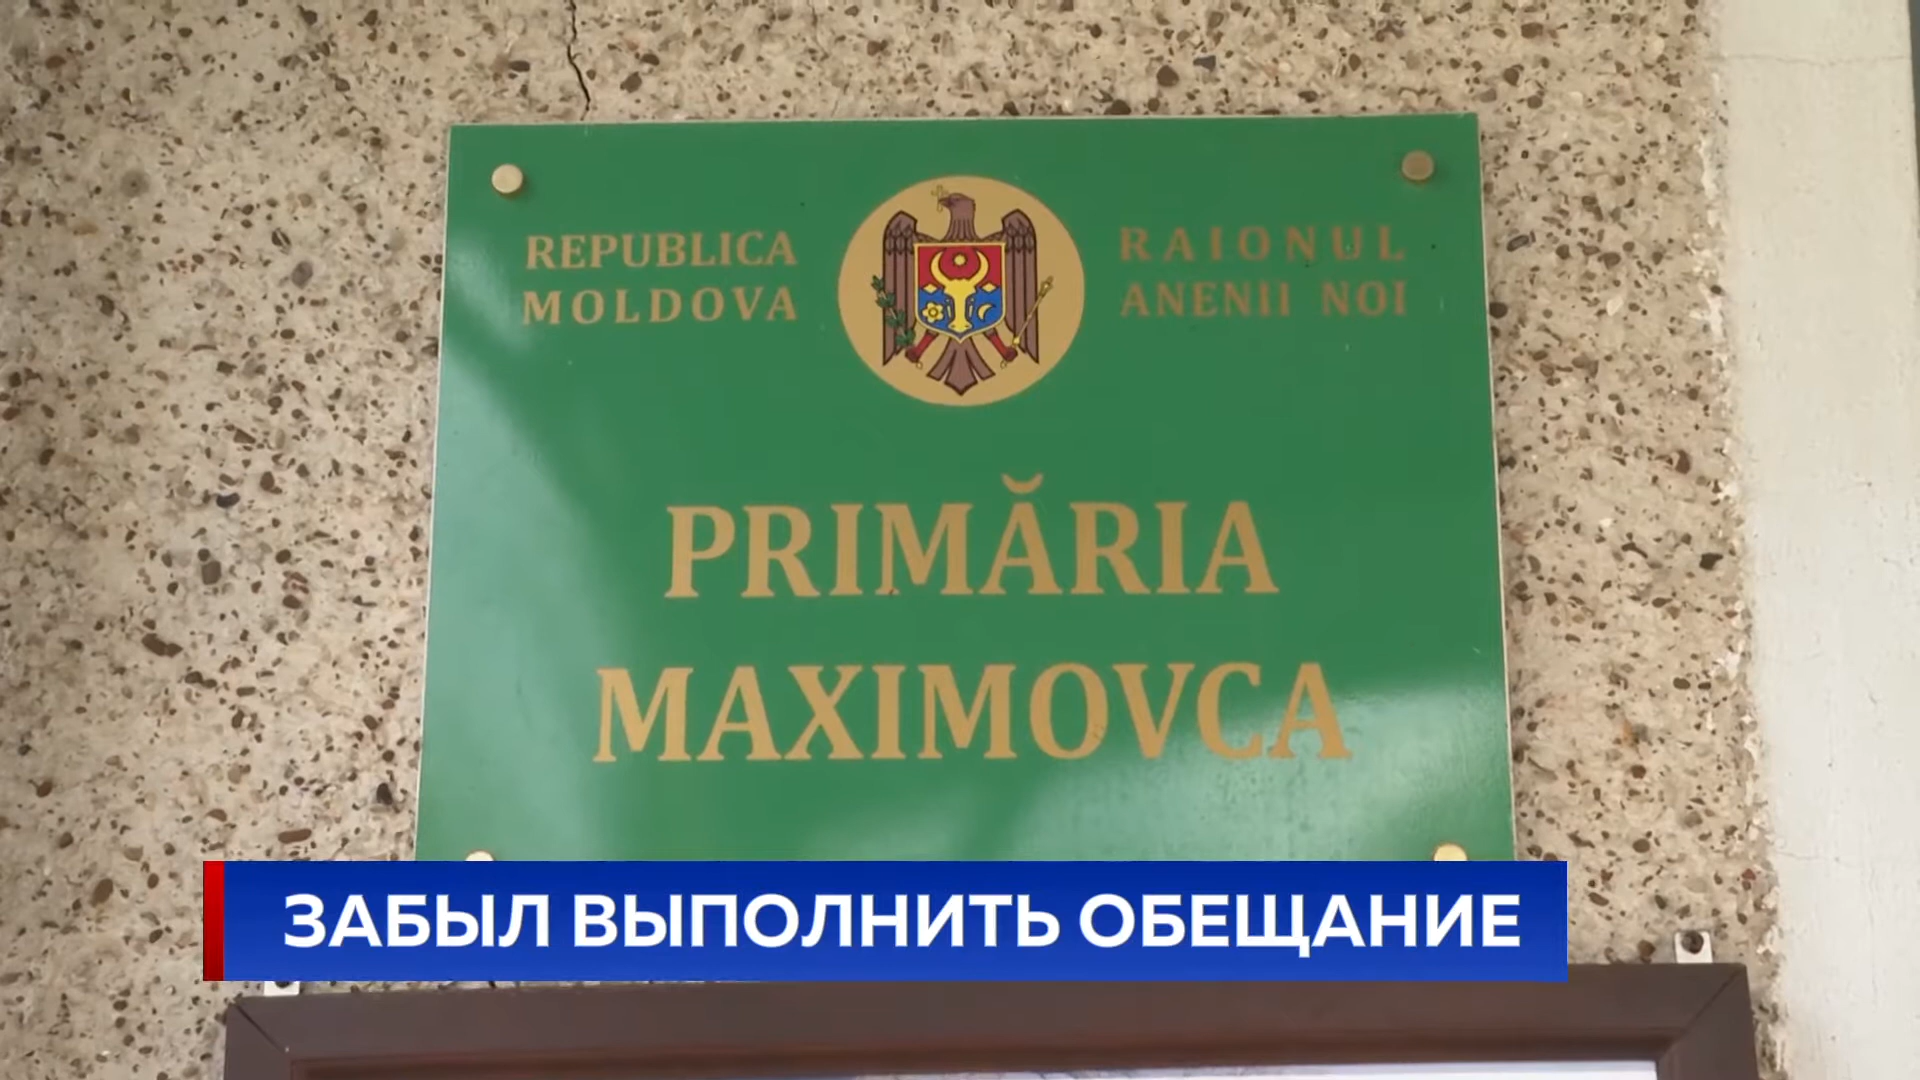 REPUBLICA
MOLDOVA
RAIONUL
ANENII NOI
PRIMĂRIA
MAXIMOVCA
ЗАБЫЛ ВЫПОЛНИТЬ ОБЕЩАНИЕ